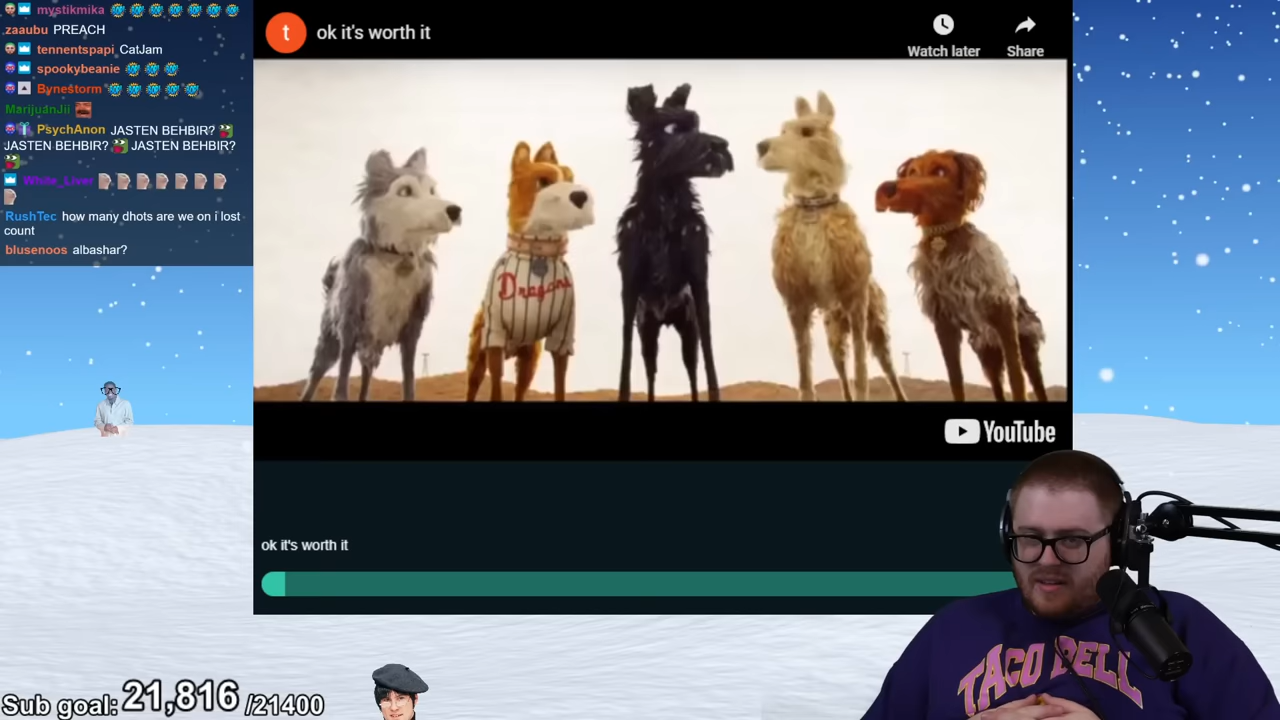 mystikmika
zaaubu PREACH
tennentspapi CatJam
spookybeanie
Bynestorm
MarijuanJii
PsychAnon JASTEN BEHBIR?
JASTEN BEHBIR? JASTEN BEHBIR?
White_Liver
RushTec how many dhots are we on i lost
count
blusenoos albashar?
t ok it's worth it
Watch later Share
Dragons
YouTube
ok it's worth it
TACO BELL
Sub goal: 21,816 /21400